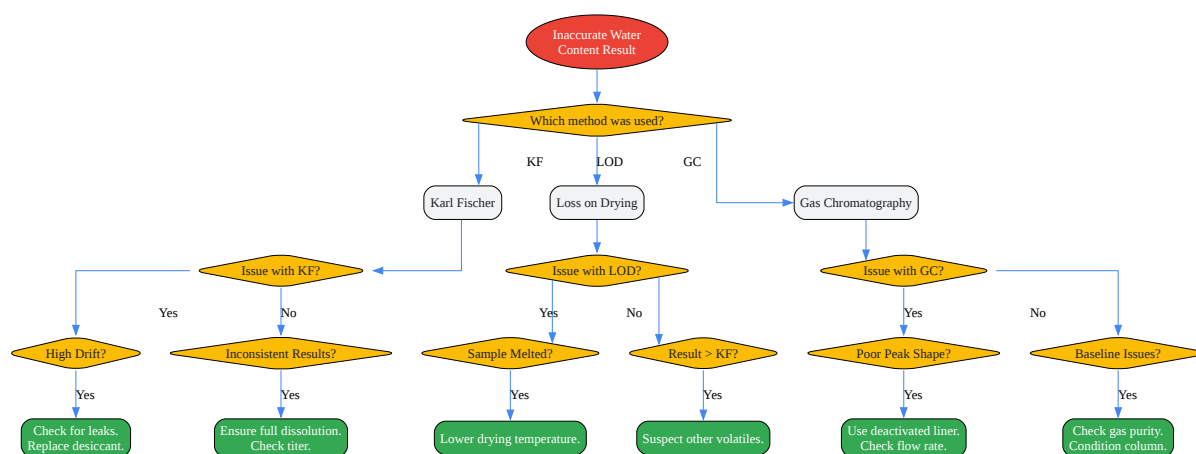 Inaccurate Water
Content Result
Which method was used?
KF
LOD
GC
Karl Fischer
Loss on Drying
Gas Chromatography
Issue with KF?
Issue with LOD?
Issue with GC?
Yes
No
Yes
No
Yes
No
High Drift?
Inconsistent Results?
Sample Melted?
Result > KF?
Poor Peak Shape?
Baseline Issues?
Yes
Yes
Yes
Yes
Yes
Yes
Check for leaks.
Replace desiccant.
Ensure full dissolution.
Check titer.
Lower drying temperature.
Suspect other volatiles.
Use deactivated liner.
Check flow rate.
Check gas purity.
Condition column.